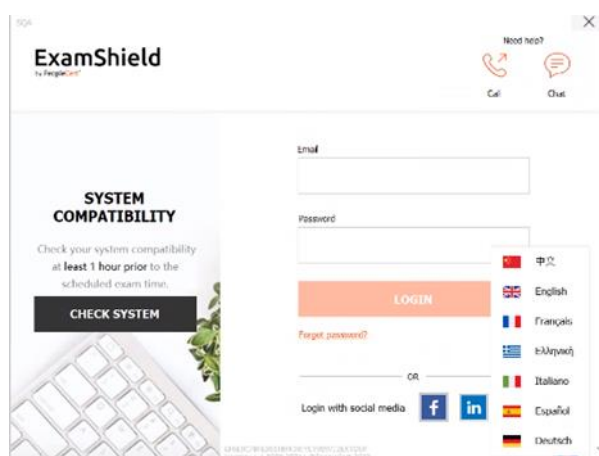 SQA
Need help?
ExamShield
by PeopleCert
Call
Chat
Email
SYSTEM
COMPATIBILITY
Password
Check your system compatibility
at least 1 hour prior to the
scheduled exam time.
CHECK SYSTEM
LOGIN
Forgot password?
OR
Login with social media
f
in
中文
English
Français
Ελληνική
Italiano
Español
Deutsch